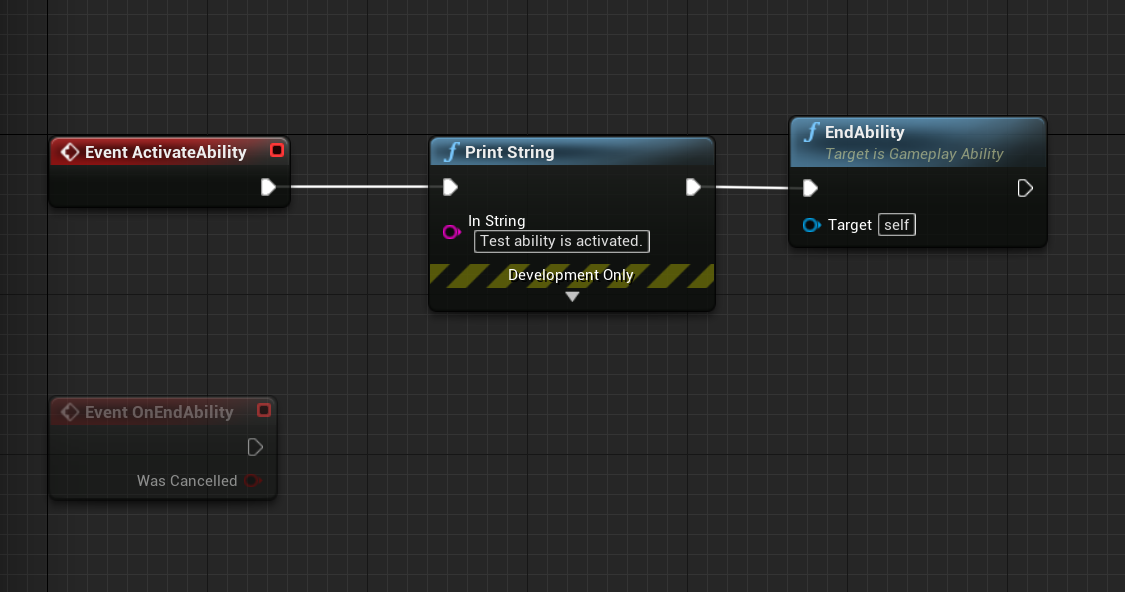 Event ActivateAbility
Print String
In String
Test ability is activated.
Development Only
EndAbility
Target is Gameplay Ability
Target self
Event OnEndAbility
Was Cancelled